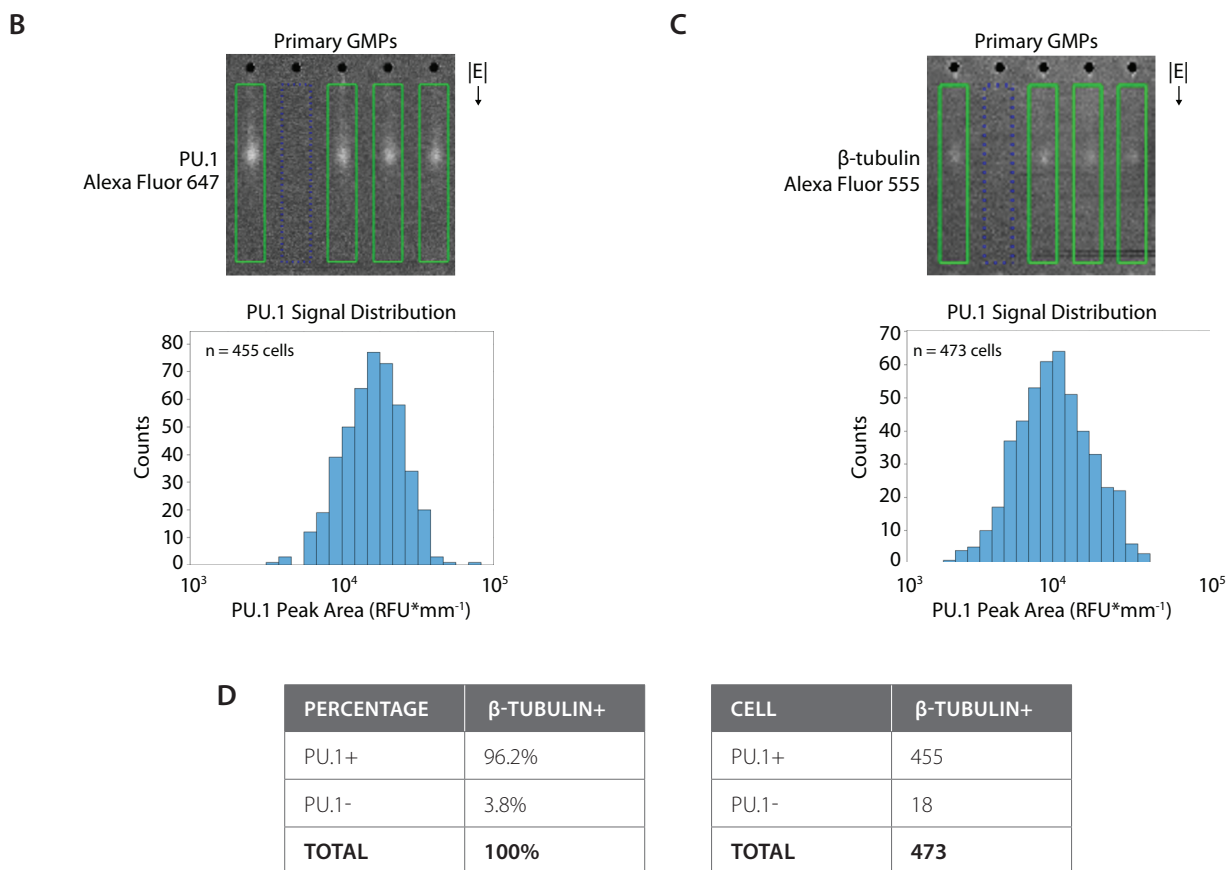 B
Primary GMPs
|E|
PU.1
Alexa Fluor 647
PU.1 Signal Distribution
n = 455 cells
Counts
80
70
60
50
40
30
20
10
0
10³ 10⁴ 10⁵
PU.1 Peak Area (RFU*mm⁻¹)
C
Primary GMPs
|E|
β-tubulin
Alexa Fluor 555
PU.1 Signal Distribution
n = 473 cells
Counts
70
60
50
40
30
20
10
0
10³ 10⁴ 10⁵
PU.1 Peak Area (RFU*mm⁻¹)
D
PERCENTAGE β-TUBULIN+
PU.1+ 96.2%
PU.1- 3.8%
TOTAL 100%
CELL β-TUBULIN+
PU.1+ 455
PU.1- 18
TOTAL 473